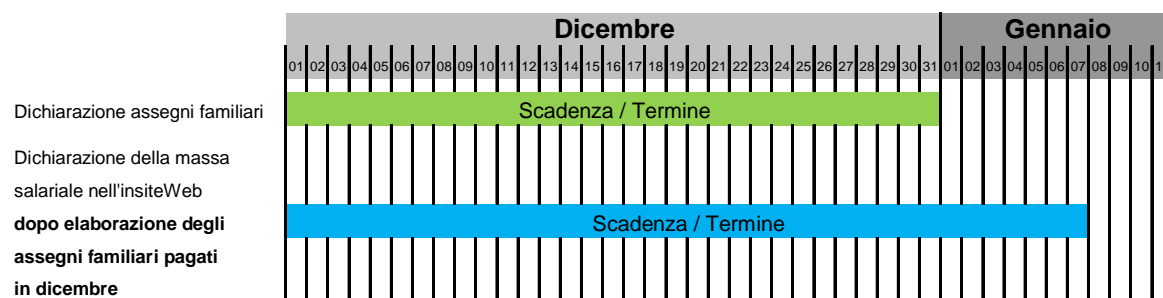 Dicembre Gennaio
01 02 03 04 05 06 07 08 09 10 11 12 13 14 15 16 17 18 19 20 21 22 23 24 25 26 27 28 29 30 31 01 02 03 04 05 06 07 08 09 10 1
Dichiarazione assegni familiari Scadenza / Termine
Dichiarazione della massa
salariale nell'insiteWeb
dopo elaborazione degli Scadenza / Termine
assegni familiari pagati
in dicembre